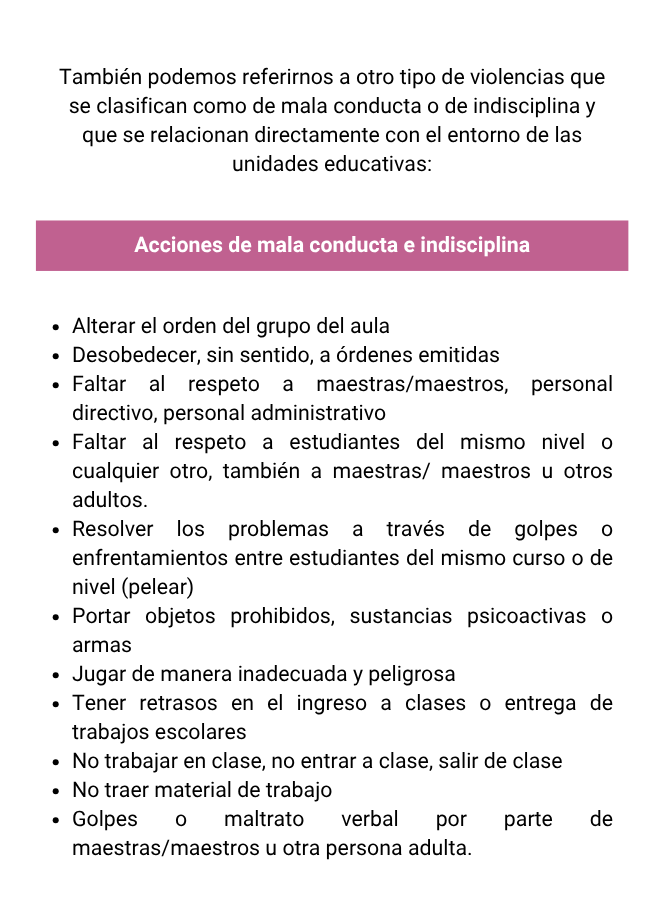 También podemos referirnos a otro tipo de violencias que
se clasifican como de mala conducta o de indisciplina y
que se relacionan directamente con el entorno de las
unidades educativas:
Acciones de mala conducta e indisciplina
• Alterar el orden del grupo del aula
• Desobedecer, sin sentido, a órdenes emitidas
• Faltar al respeto a maestras/maestros, personal
directivo, personal administrativo
• Faltar al respeto a estudiantes del mismo nivel o
cualquier otro, también a maestras/ maestros u otros
adultos.
• Resolver los problemas a través de golpes o
enfrentamientos entre estudiantes del mismo curso o de
nivel (pelear)
• Portar objetos prohibidos, sustancias psicoactivas o
armas
• Jugar de manera inadecuada y peligrosa
• Tener retrasos en el ingreso a clases o entrega de
trabajos escolares
• No trabajar en clase, no entrar a clase, salir de clase
• No traer material de trabajo
• Golpes o maltrato verbal por parte de
maestras/maestros u otra persona adulta.